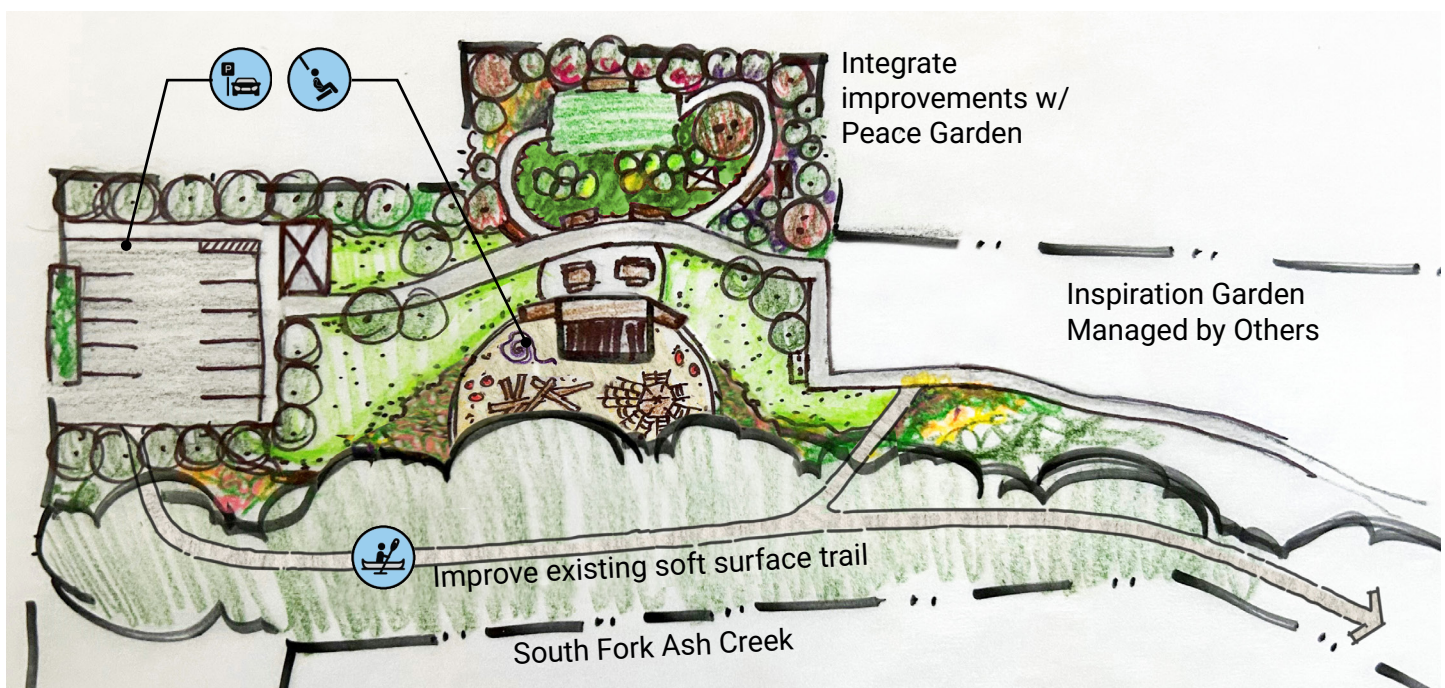 P
Integrate
improvements w/
Peace Garden
Inspiration Garden
Managed by Others
Improve existing soft surface trail
South Fork Ash Creek